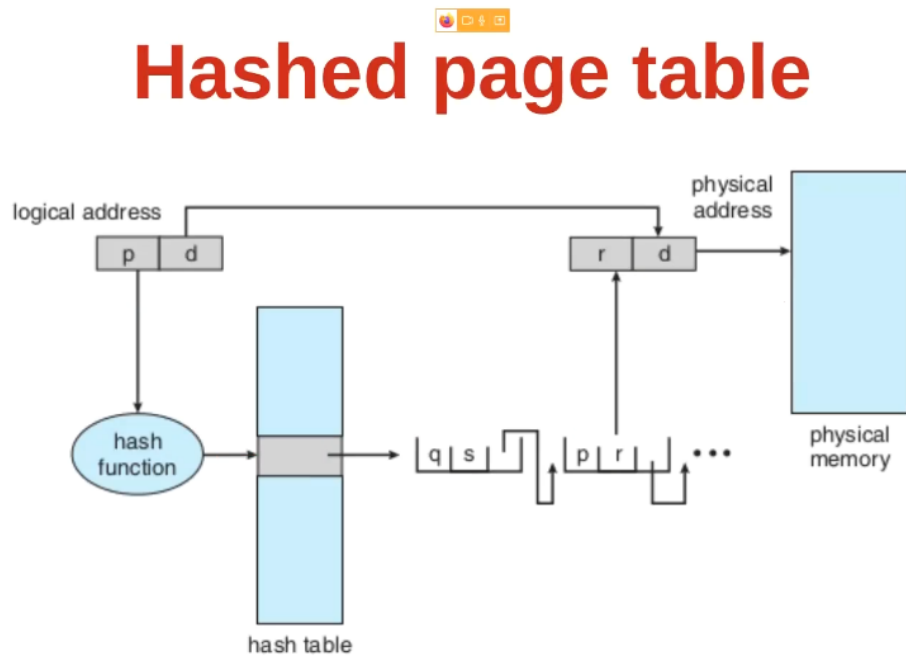 Hashed page table
logical address
p d
physical
address
r d
hash
function
q s
p r
•••
physical
memory
hash table